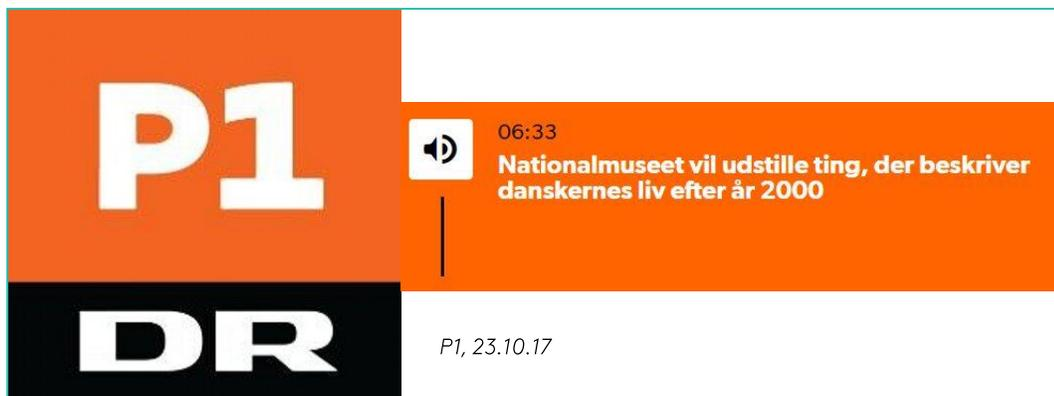 P1
DR
06:33
Nationalmuseet vil udstille ting, der beskriver
danskernes liv efter år 2000
P1, 23.10.17